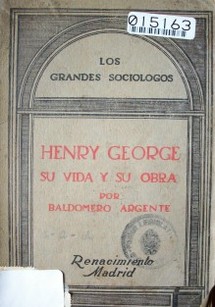 015163
LOS
GRANDES SOCIOLOGOS
HENRY GEORGE
SU VIDA Y SU OBRA
POR
BALDOMERO ARGENTE
Renacimiento
Madrid